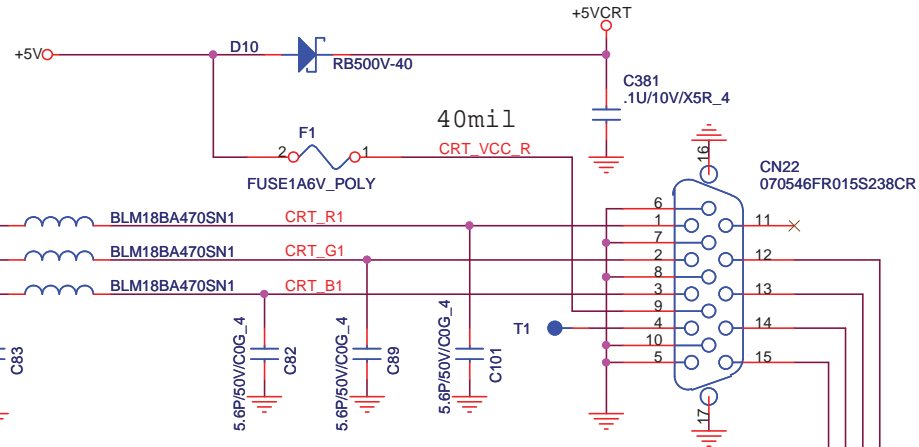 +5VCRT
+5V
D10
RB500V-40
C381
.1U/10V/X5R_4
40mil
F1
2
1
CRT_VCC_R
FUSE1A6V_POLY
16
CN22
070546FR015S238CR
BLM18BA470SN1
CRT_R1
6
1
11
7
BLM18BA470SN1
CRT_G1
2
12
8
BLM18BA470SN1
CRT_B1
3
13
9
T1
4
14
10
5
15
C83
5.6P/50V/C0G_4
C82
5.6P/50V/C0G_4
C89
5.6P/50V/C0G_4
C101
17